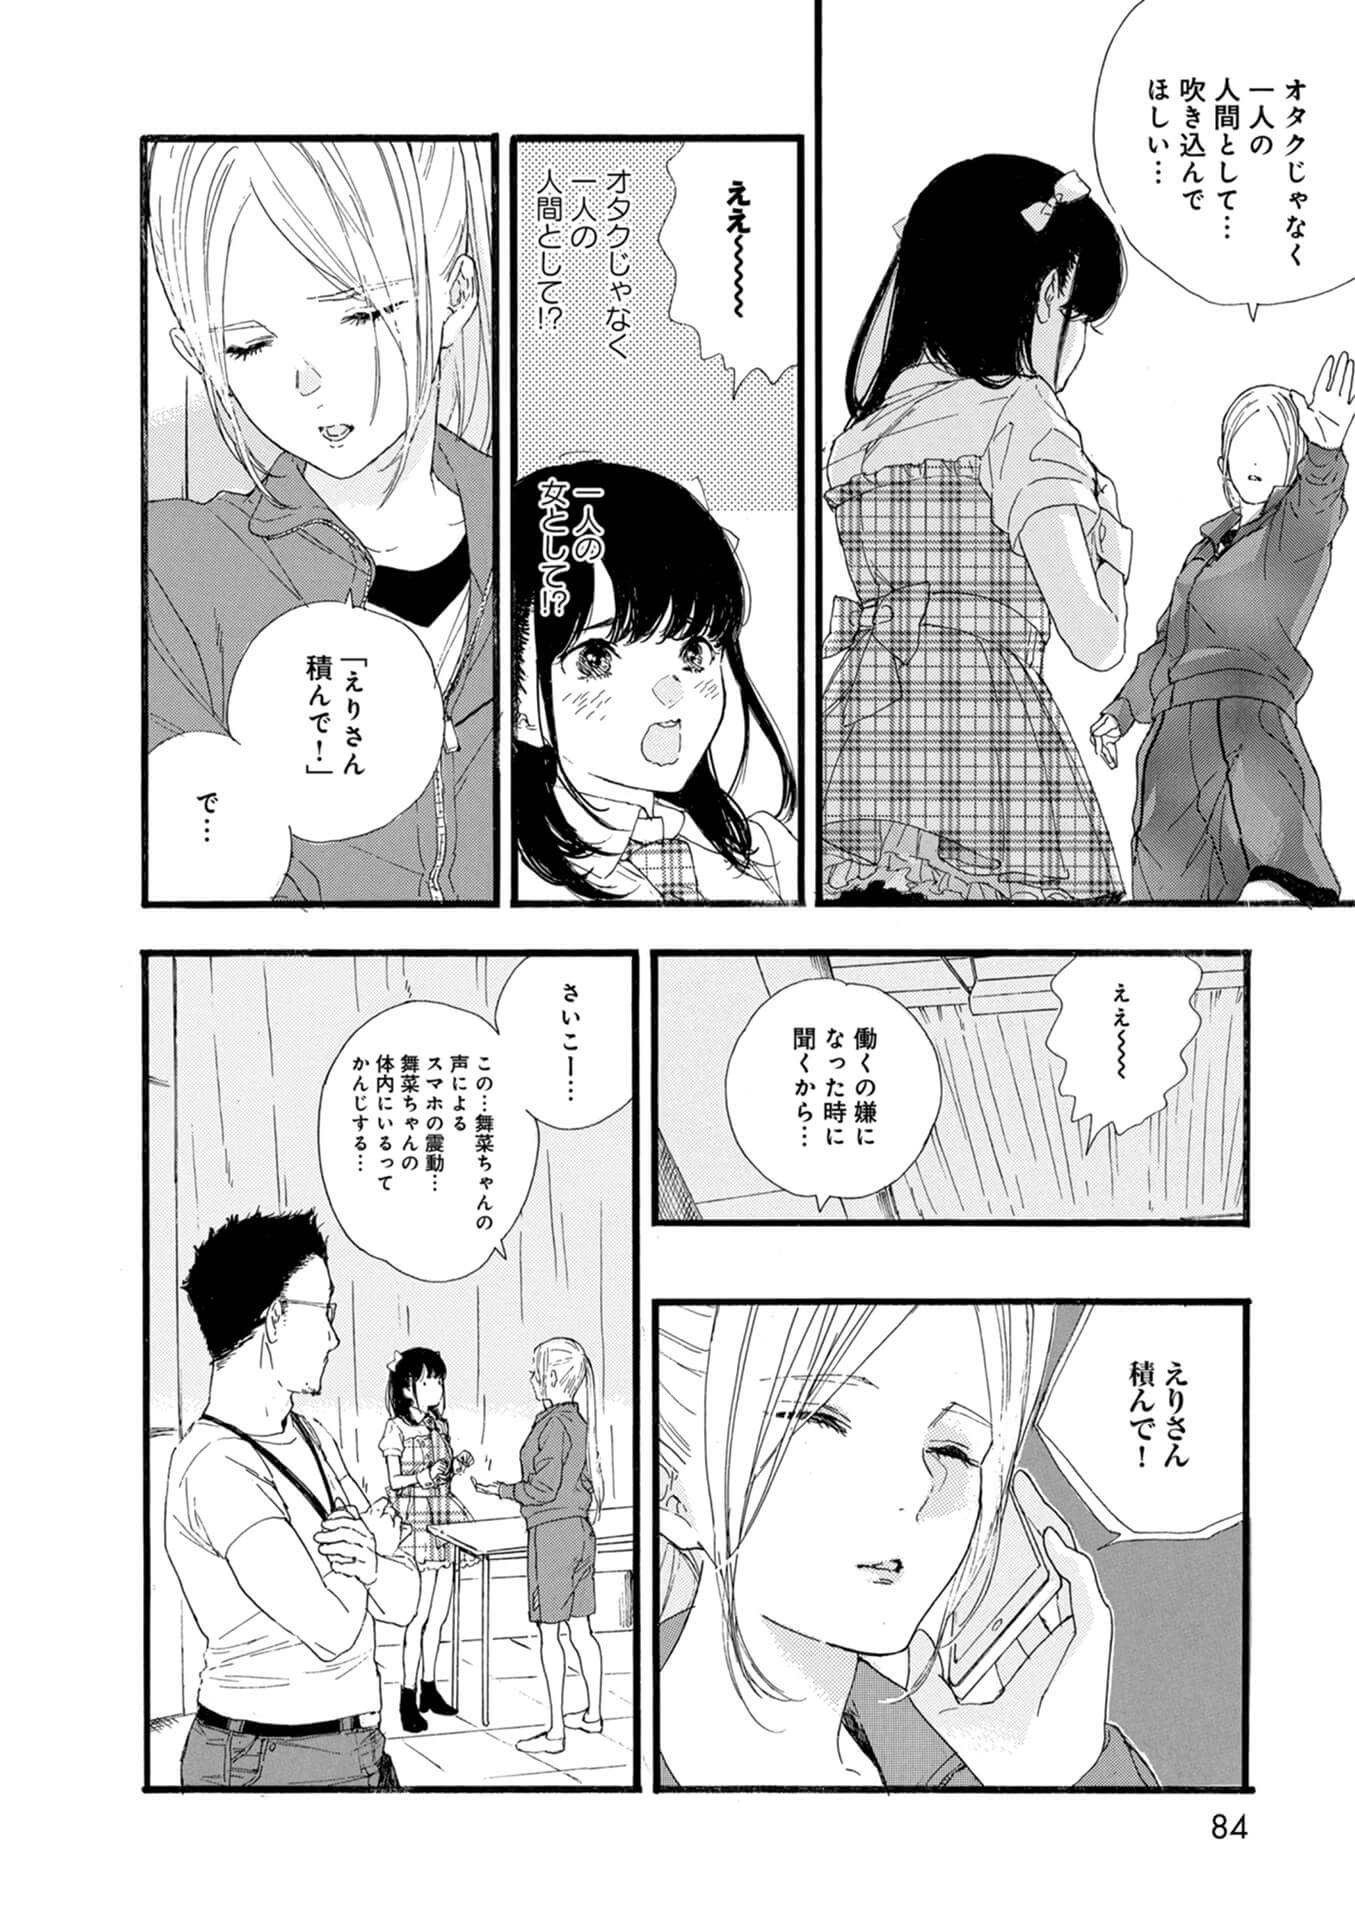 オタクじゃなく
一人の
人間として…
吹き込んで
ほしい…
ええ〜〜〜
オタクじゃなく
一人の
人間として!?
一人の
女として!?
「えりさん
積んで！」
で…
ええ〜〜〜
働くの嫌に
なった時に
聞くから…
えりさん
積んで！
さいこー…
この…舞菜ちゃんの
声による
スマホの震動…
舞菜ちゃんの
体内にいるって
かんじする…
84